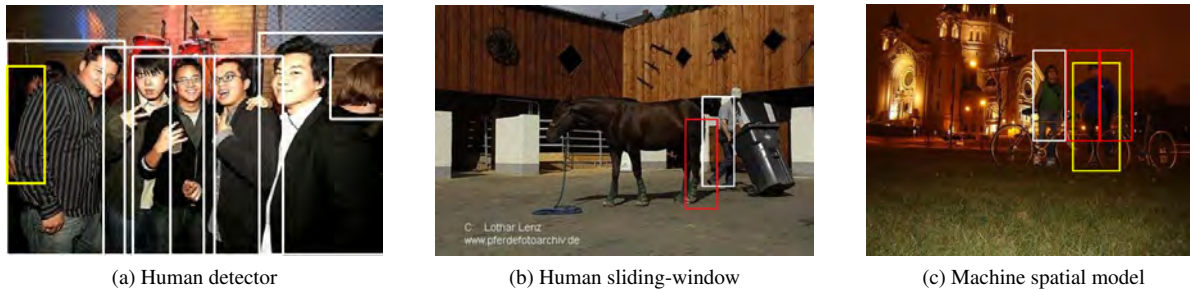 C. Lothar Lenz
www.pferdefotoarchiv.de
(a) Human detector
(b) Human sliding-window
(c) Machine spatial model